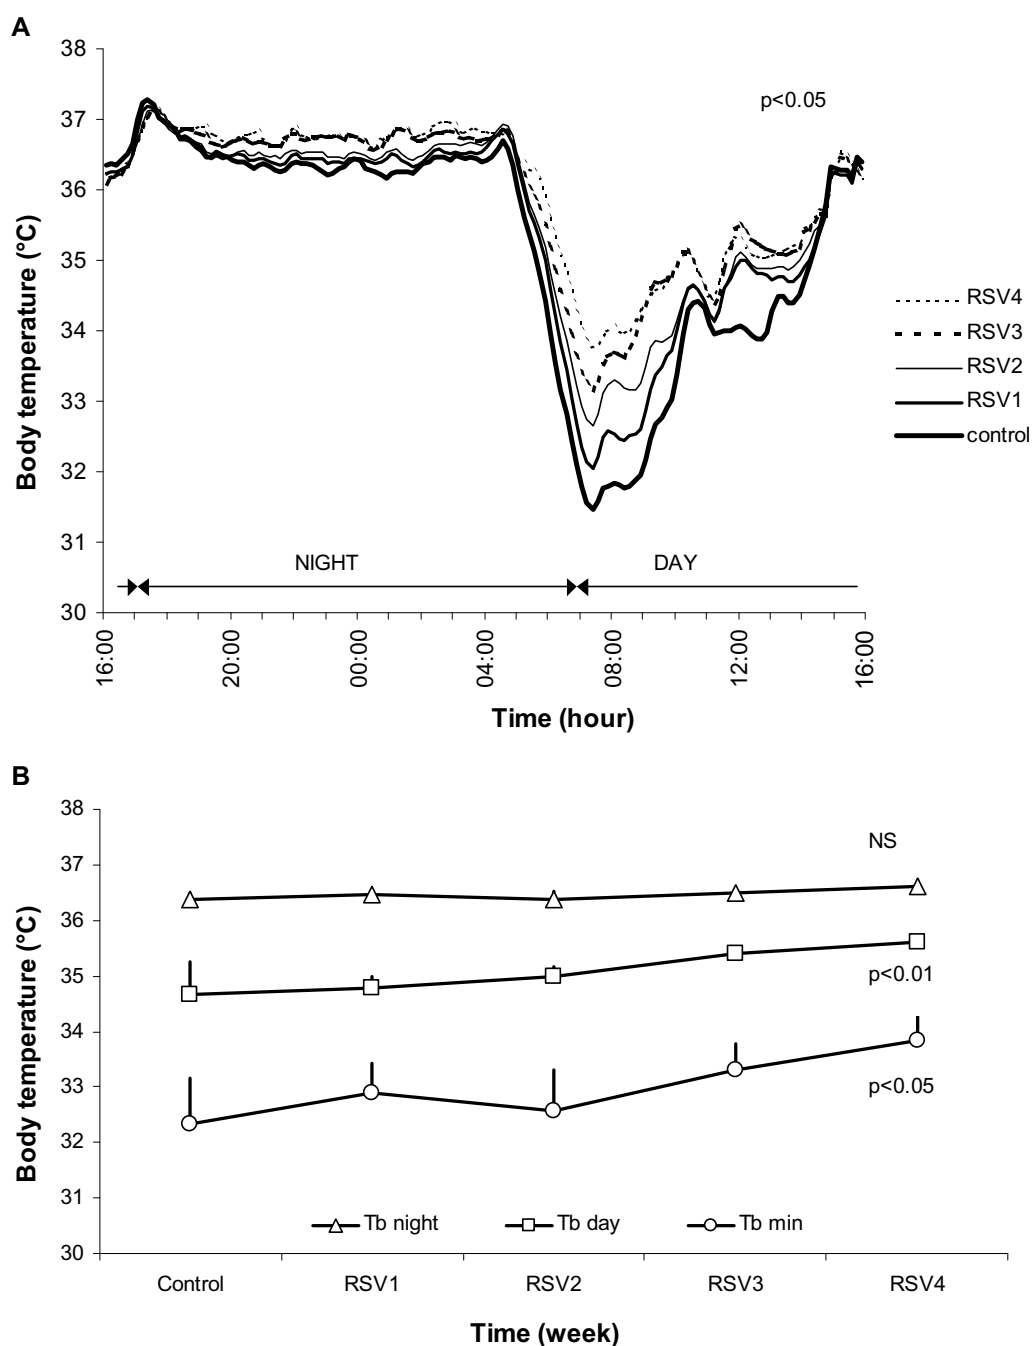 A
38
37
36
35
34
33
32
31
30
Body temperature (°C)
p<0.05
RSV4
RSV3
RSV2
RSV1
control
NIGHT
DAY
16:00
20:00
00:00
04:00
08:00
12:00
16:00
Time (hour)
B
38
37
36
35
34
33
32
31
30
Body temperature (°C)
NS
p<0.01
p<0.05
Tb night
Tb day
Tb min
Control
RSV1
RSV2
RSV3
RSV4
Time (week)